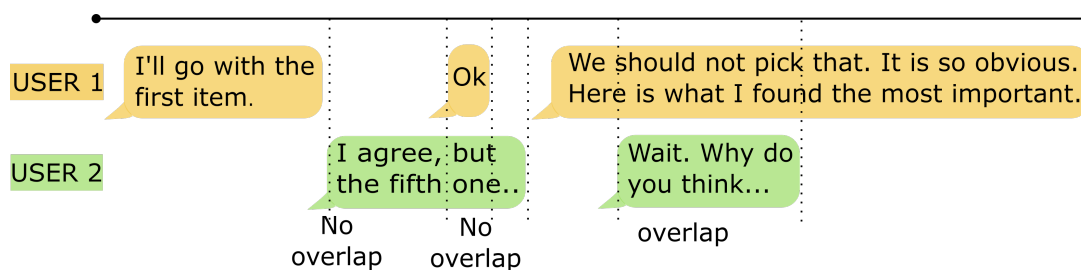 USER 1
I'll go with the
first item.
Ok
We should not pick that. It is so obvious.
Here is what I found the most important.
USER 2
I agree, but
the fifth one..
Wait. Why do
you think...
No
overlap
No
overlap
overlap